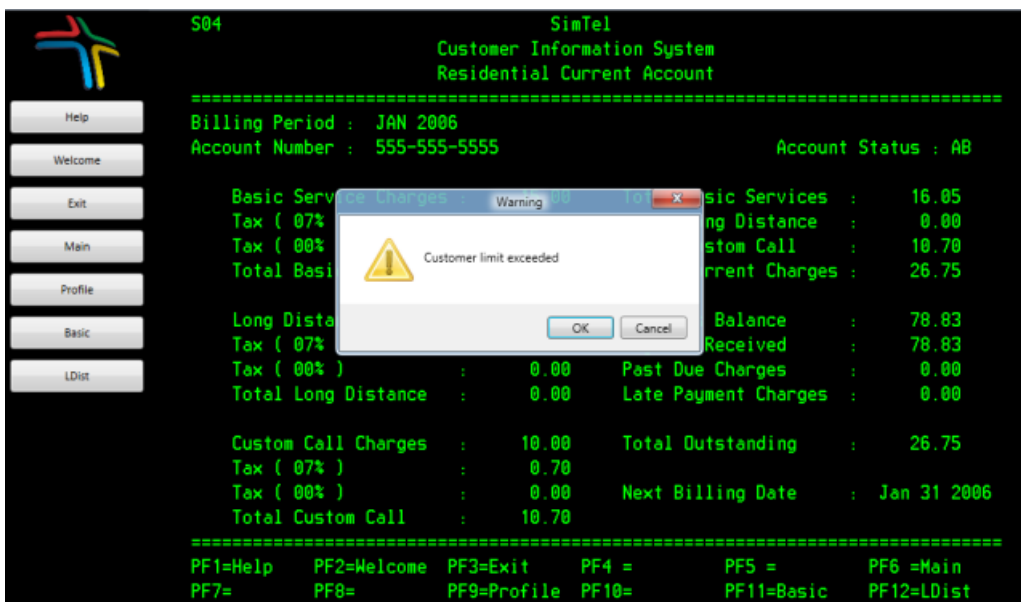 S04 SimTel
Customer Information System
Residential Current Account
Help
Welcome
Exit
Main
Profile
Basic
LDist
Billing Period : JAN 2006
Account Number : 555-555-5555 Account Status : AB
Basic Service Charges : 00 Tot sic Services : 16.05
Tax ( 07% ng Distance : 0.00
Tax ( 00% stom Call : 10.70
Total Basi rrent Charges : 26.75
Warning
Customer limit exceeded
OK Cancel
Long Dista Balance : 78.83
Tax ( 07% Received : 78.83
Tax ( 00% ) : 0.00 Past Due Charges : 0.00
Total Long Distance : 0.00 Late Payment Charges : 0.00
Custom Call Charges : 10.00 Total Outstanding : 26.75
Tax ( 07% ) : 0.70
Tax ( 00% ) : 0.00 Next Billing Date : Jan 31 2006
Total Custom Call : 10.70
PF1=Help PF2=Welcome PF3=Exit PF4 = PF5 = PF6 =Main
PF7= PF8= PF9=Profile PF10= PF11=Basic PF12=LDist